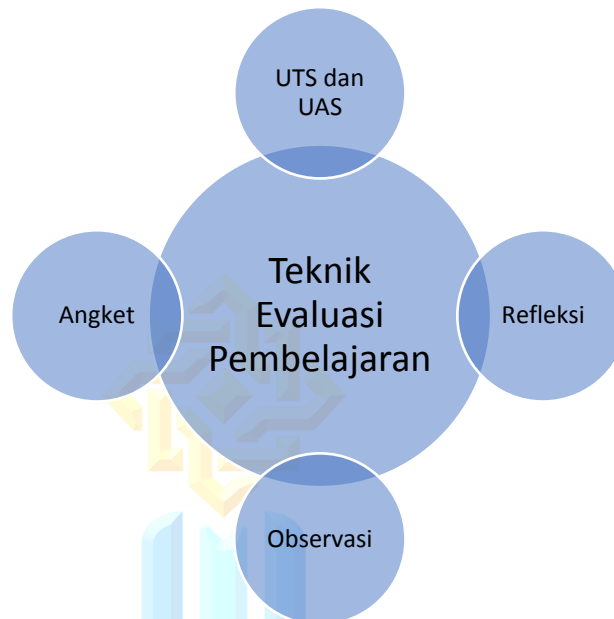 UTS dan
UAS
Angket
Teknik
Evaluasi
Pembelajaran
Refleksi
Observasi